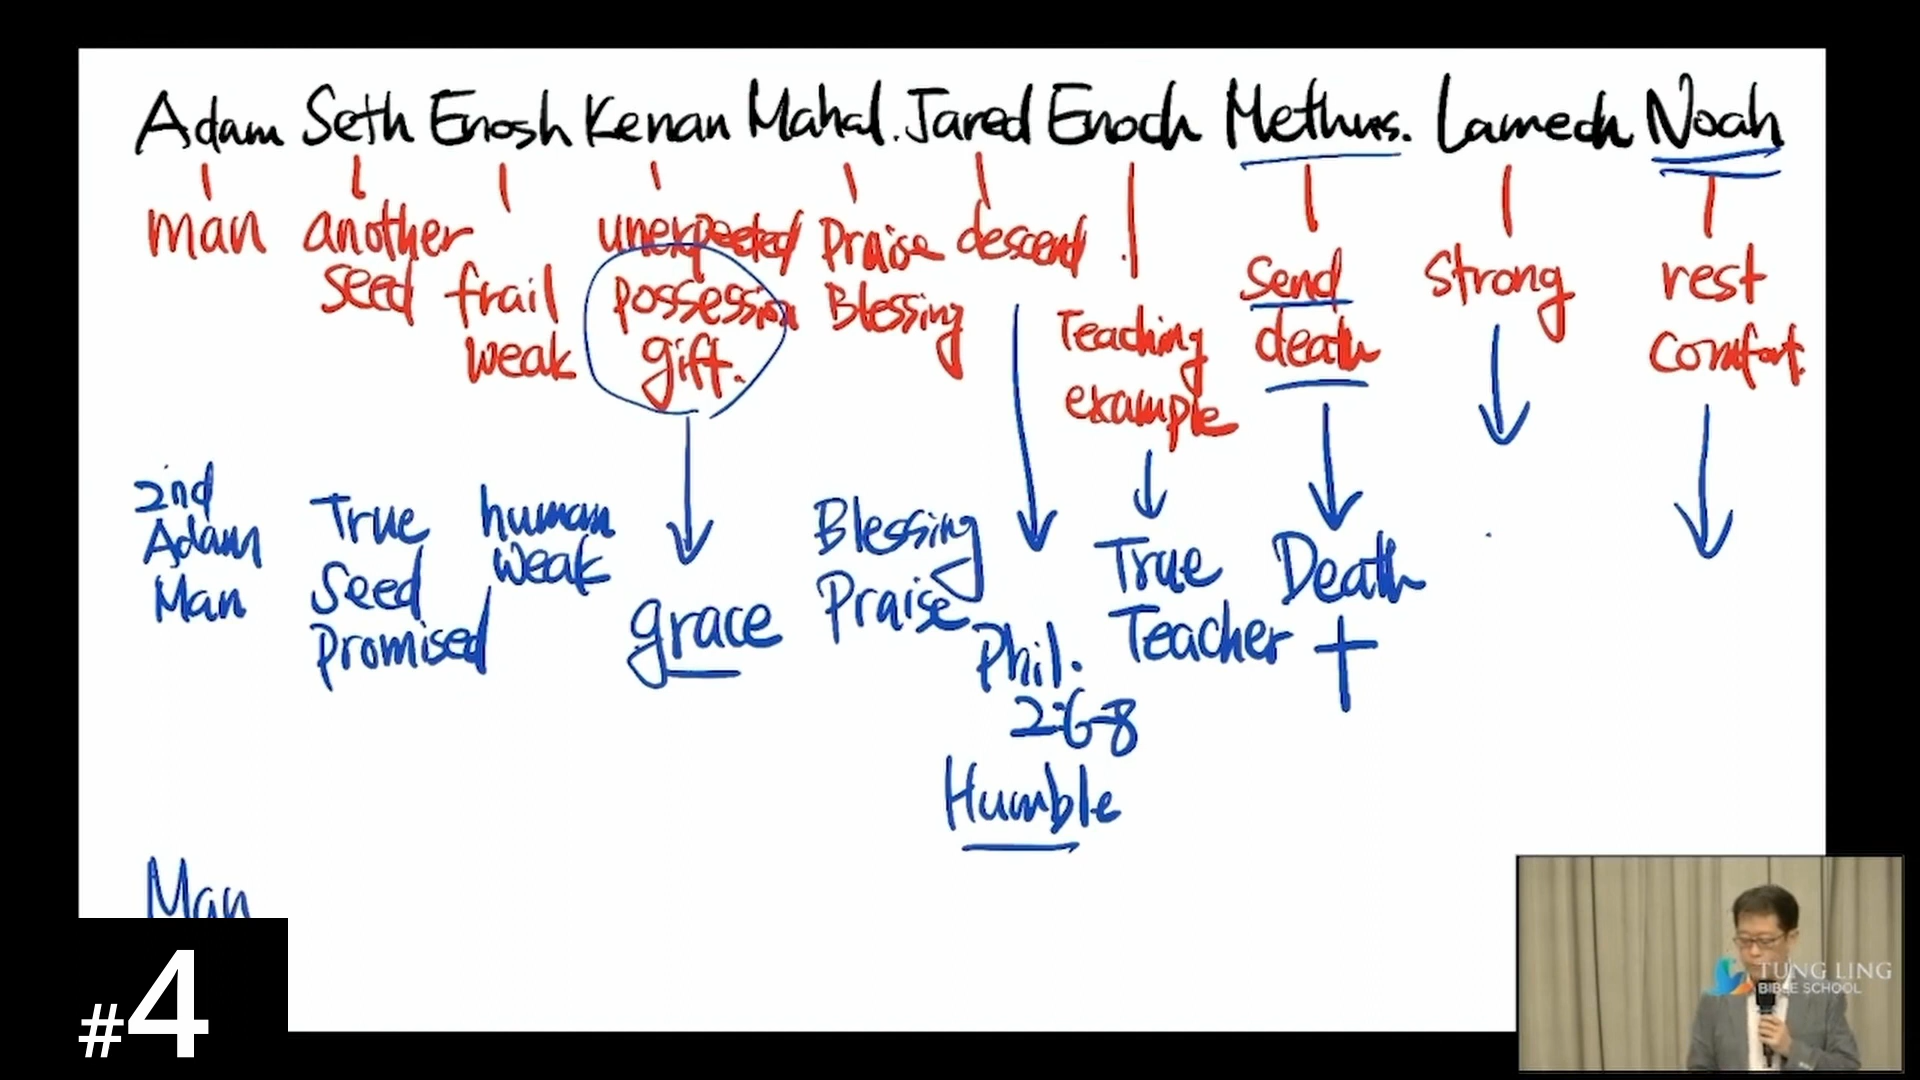 Adam Seth Enosh Kenan Mahal. Jared Enoch Methus. Lamech Noah
man
another
seed
frail
weak
unexpected
possession
gift.
Praise
Blessing
descend
Teaching
example
send
death
strong
rest
comfort.
2nd
Adam
Man
True
Seed
Promised
human
weak
grace
Blessing
Praise
Phil.
2:6-8
Humble
True
Teacher
Death
Man
#4
TUNG LING
BIBLE SCHOOL